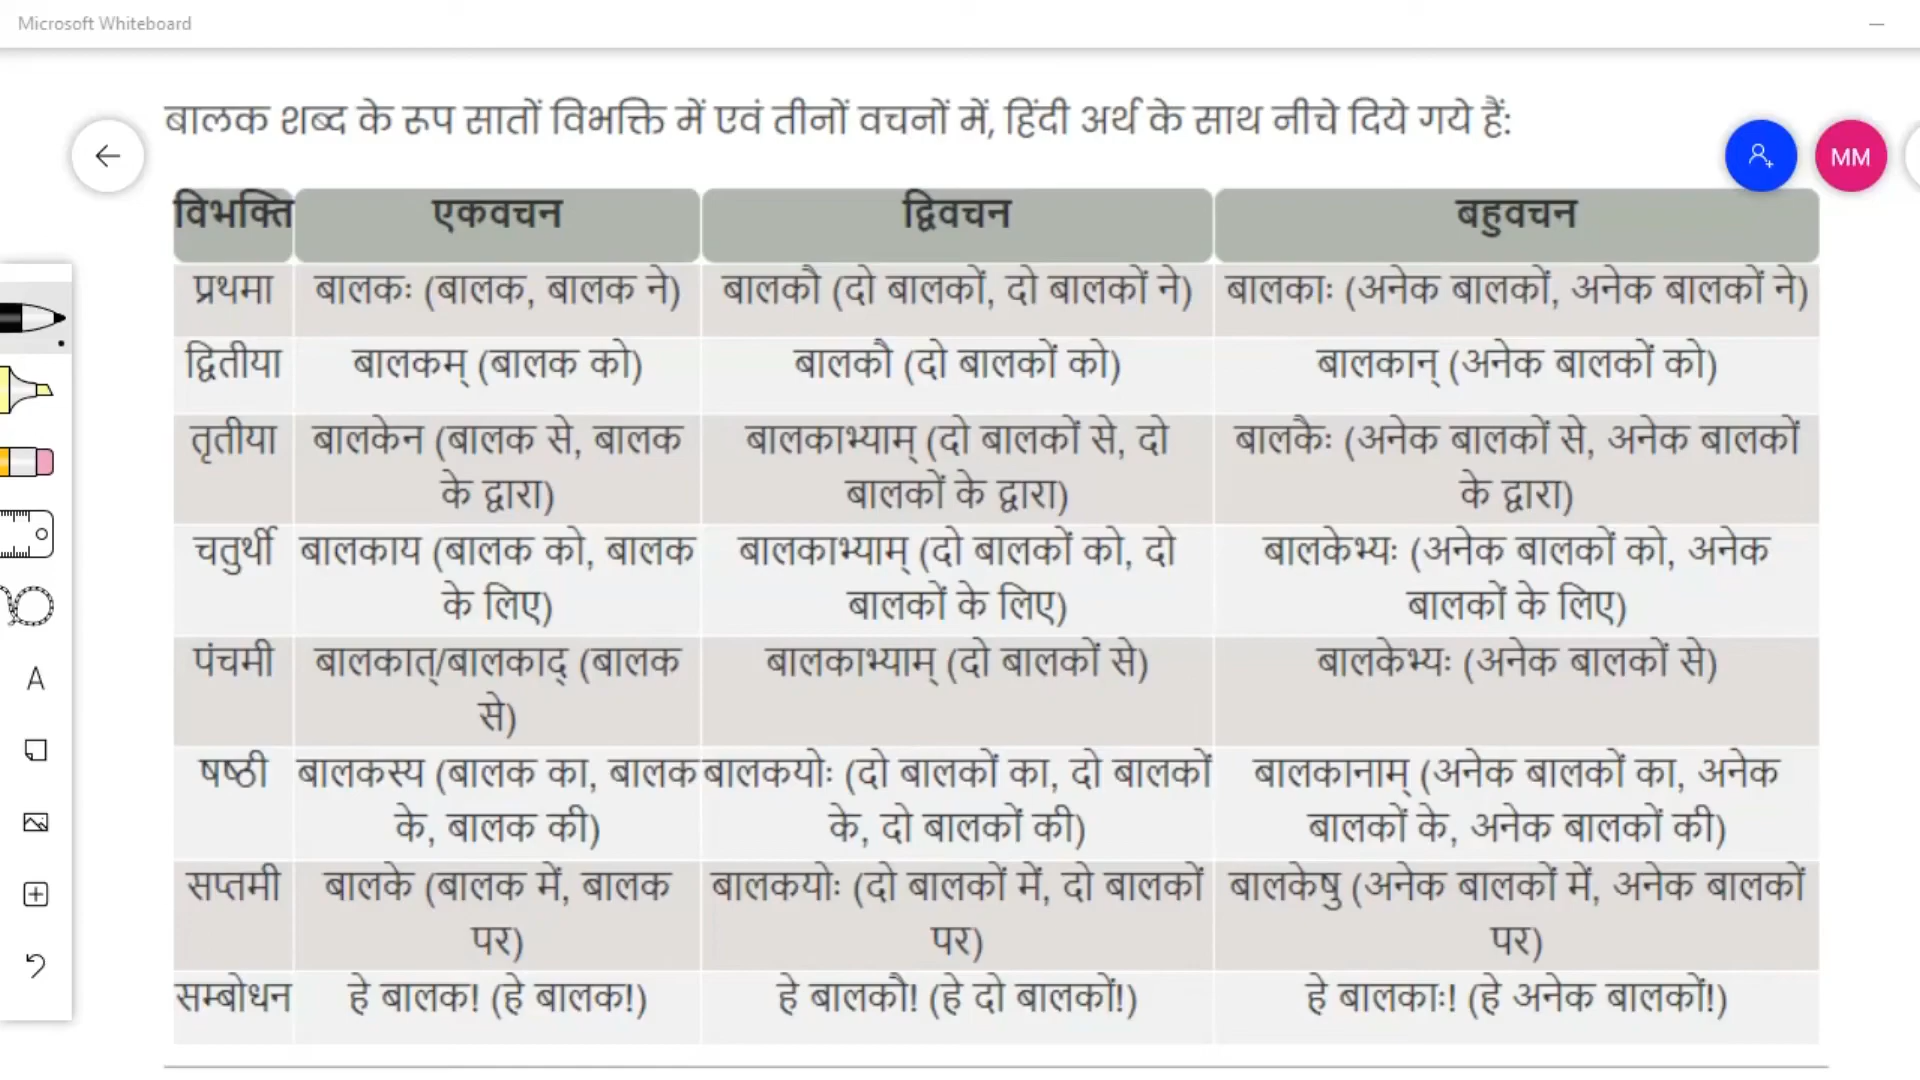 Microsoft Whiteboard
बालक शब्द के रूप सातों विभक्ति में एवं तीनों वचनों में, हिंदी अर्थ के साथ नीचे दिये गये हैं:
MM
विभक्ति एकवचन द्विवचन बहुवचन
प्रथमा बालकः (बालक, बालक ने) बालकौ (दो बालकों, दो बालकों ने) बालकाः (अनेक बालकों, अनेक बालकों ने)
द्वितीया बालकम् (बालक को) बालकौ (दो बालकों को) बालकान् (अनेक बालकों को)
तृतीया बालकेन (बालक से, बालक बालकाभ्याम् (दो बालकों से, दो बालकैः (अनेक बालकों से, अनेक बालकों
के द्वारा) बालकों के द्वारा) के द्वारा)
चतुर्थी बालकाय (बालक को, बालक बालकाभ्याम् (दो बालकों को, दो बालकेभ्यः (अनेक बालकों को, अनेक
के लिए) बालकों के लिए) बालकों के लिए)
पंचमी बालकात्/बालकाद् (बालक बालकाभ्याम् (दो बालकों से) बालकेभ्यः (अनेक बालकों से)
से)
षष्ठी बालकस्य (बालक का, बालक बालकयोः (दो बालकों का, दो बालकों बालकानाम् (अनेक बालकों का, अनेक
के, बालक की) के, दो बालकों की) बालकों के, अनेक बालकों की)
सप्तमी बालके (बालक में, बालक बालकयोः (दो बालकों में, दो बालकों बालकेषु (अनेक बालकों में, अनेक बालकों
पर) पर) पर)
सम्बोधन हे बालक! (हे बालक!) हे बालकौ! (हे दो बालकों!) हे बालकाः! (हे अनेक बालकों!)